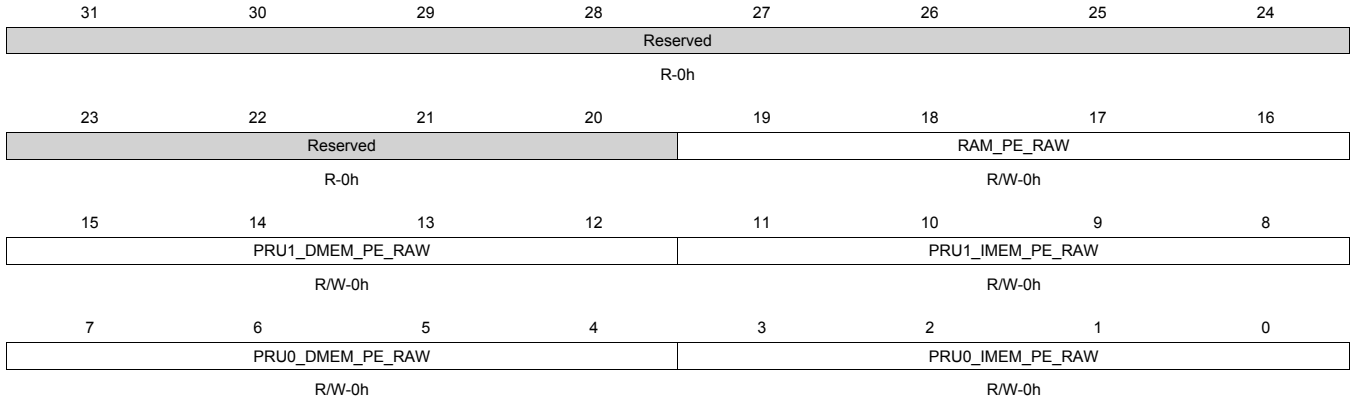 31 30 29 28 27 26 25 24
Reserved
R-0h
23 22 21 20 19 18 17 16
Reserved RAM_PE_RAW
R-0h R/W-0h
15 14 13 12 11 10 9 8
PRU1_DMEM_PE_RAW PRU1_IMEM_PE_RAW
R/W-0h R/W-0h
7 6 5 4 3 2 1 0
PRU0_DMEM_PE_RAW PRU0_IMEM_PE_RAW
R/W-0h R/W-0h